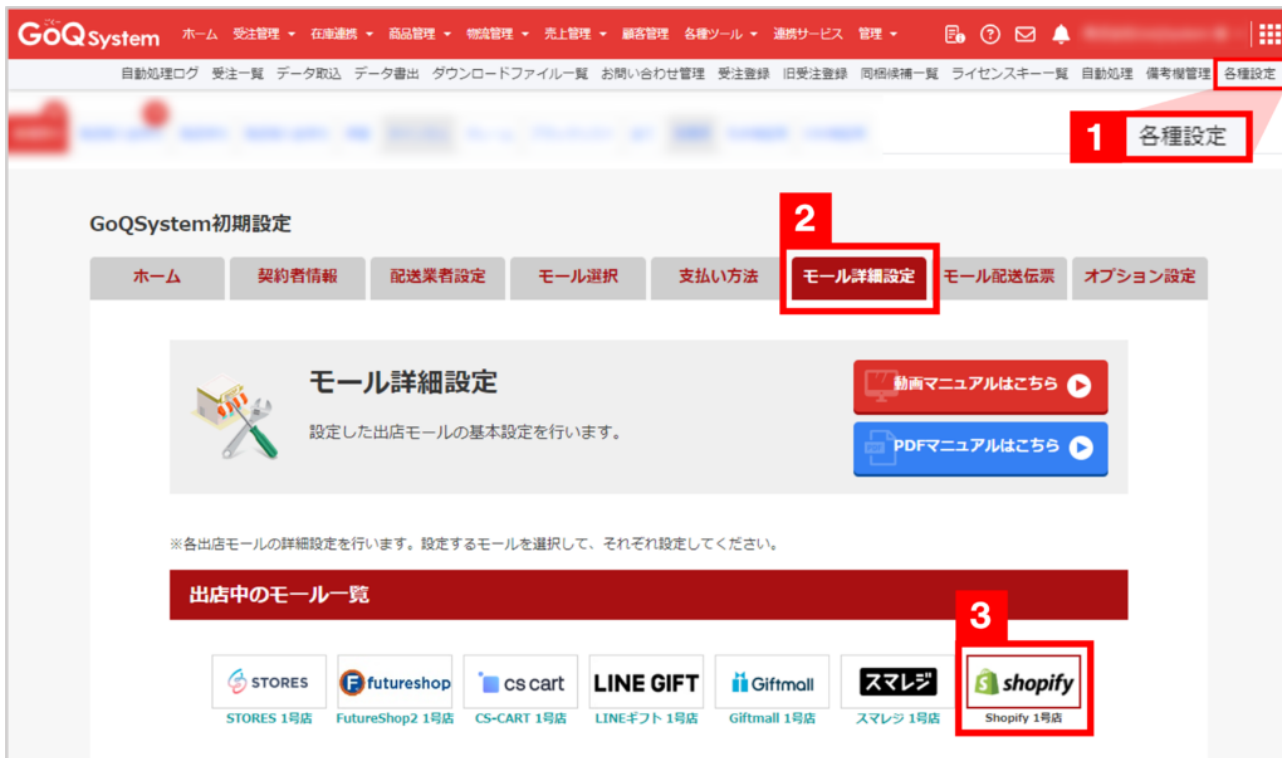 ごくー
GoQSystem ホーム 受注管理 在庫連携 商品管理 物流管理 売上管理 顧客管理 各種ツール 連携サービス 管理
自動処理ログ 受注一覧 データ取込 データ書出 ダウンロードファイル一覧 お問い合わせ管理 受注登録 旧受注登録 同梱候補一覧 ライセンスキー一覧 自動処理 備考欄管理 各種設定
1 各種設定
2
GoQSystem初期設定
ホーム 契約者情報 配送業者設定 モール選択 支払い方法 モール詳細設定 モール配送伝票 オプション設定
モール詳細設定
設定した出店モールの基本設定を行います。
動画マニュアルはこちら
PDF PDFマニュアルはこちら
※各出店モールの詳細設定を行います。設定するモールを選択して、それぞれ設定してください。
出店中のモール一覧
3
STORES futureshop cs cart LINE GIFT Giftmall スマレジ shopify
STORES 1号店 FutureShop2 1号店 CS-CART 1号店 LINEギフト 1号店 Giftmall 1号店 スマレジ 1号店 Shopify 1号店